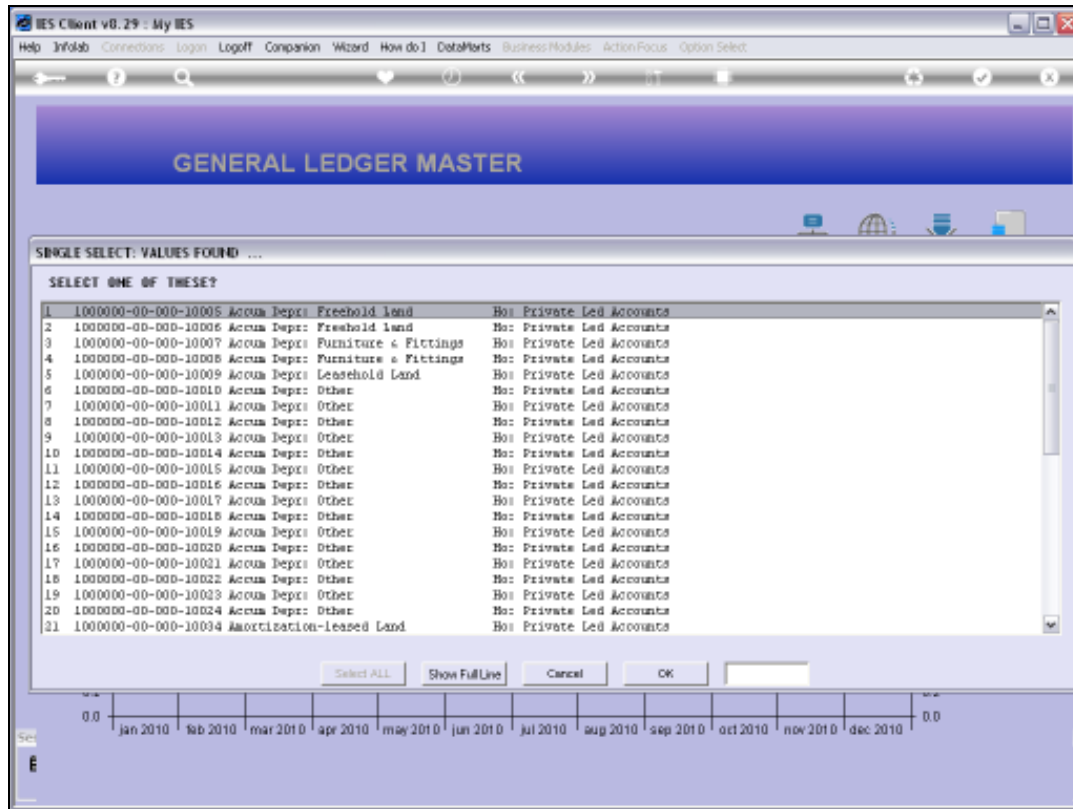 IES Client v8.29 : My IES
Help Infolab Connections Logon Logoff Companion Wizard How do I DataMarts Business Modules Action Focus Option Select
GENERAL LEDGER MASTER
SINGLE SELECT: VALUES FOUND ...
SELECT ONE OF THESE?
1 1000000-00-000-10005 Accum Depr: Freehold land Ho: Private Led Accounts
2 1000000-00-000-10006 Accum Depr: Freehold land Ho: Private Led Accounts
3 1000000-00-000-10007 Accum Depr: Furniture & Fittings Ho: Private Led Accounts
4 1000000-00-000-10008 Accum Depr: Furniture & Fittings Ho: Private Led Accounts
5 1000000-00-000-10009 Accum Depr: Leasehold Land Ho: Private Led Accounts
6 1000000-00-000-10010 Accum Depr: Other Ho: Private Led Accounts
7 1000000-00-000-10011 Accum Depr: Other Ho: Private Led Accounts
8 1000000-00-000-10012 Accum Depr: Other Ho: Private Led Accounts
9 1000000-00-000-10013 Accum Depr: Other Ho: Private Led Accounts
10 1000000-00-000-10014 Accum Depr: Other Ho: Private Led Accounts
11 1000000-00-000-10015 Accum Depr: Other Ho: Private Led Accounts
12 1000000-00-000-10016 Accum Depr: Other Ho: Private Led Accounts
13 1000000-00-000-10017 Accum Depr: Other Ho: Private Led Accounts
14 1000000-00-000-10018 Accum Depr: Other Ho: Private Led Accounts
15 1000000-00-000-10019 Accum Depr: Other Ho: Private Led Accounts
16 1000000-00-000-10020 Accum Depr: Other Ho: Private Led Accounts
17 1000000-00-000-10021 Accum Depr: Other Ho: Private Led Accounts
18 1000000-00-000-10022 Accum Depr: Other Ho: Private Led Accounts
19 1000000-00-000-10023 Accum Depr: Other Ho: Private Led Accounts
20 1000000-00-000-10024 Accum Depr: Other Ho: Private Led Accounts
21 1000000-00-000-10034 Amortization-leased Land Ho: Private Led Accounts
Select ALL Show Full Line Cancel OK
0.0 jan 2010 feb 2010 mar 2010 apr 2010 may 2010 jun 2010 jul 2010 aug 2010 sep 2010 oct 2010 nov 2010 dec 2010 0.0